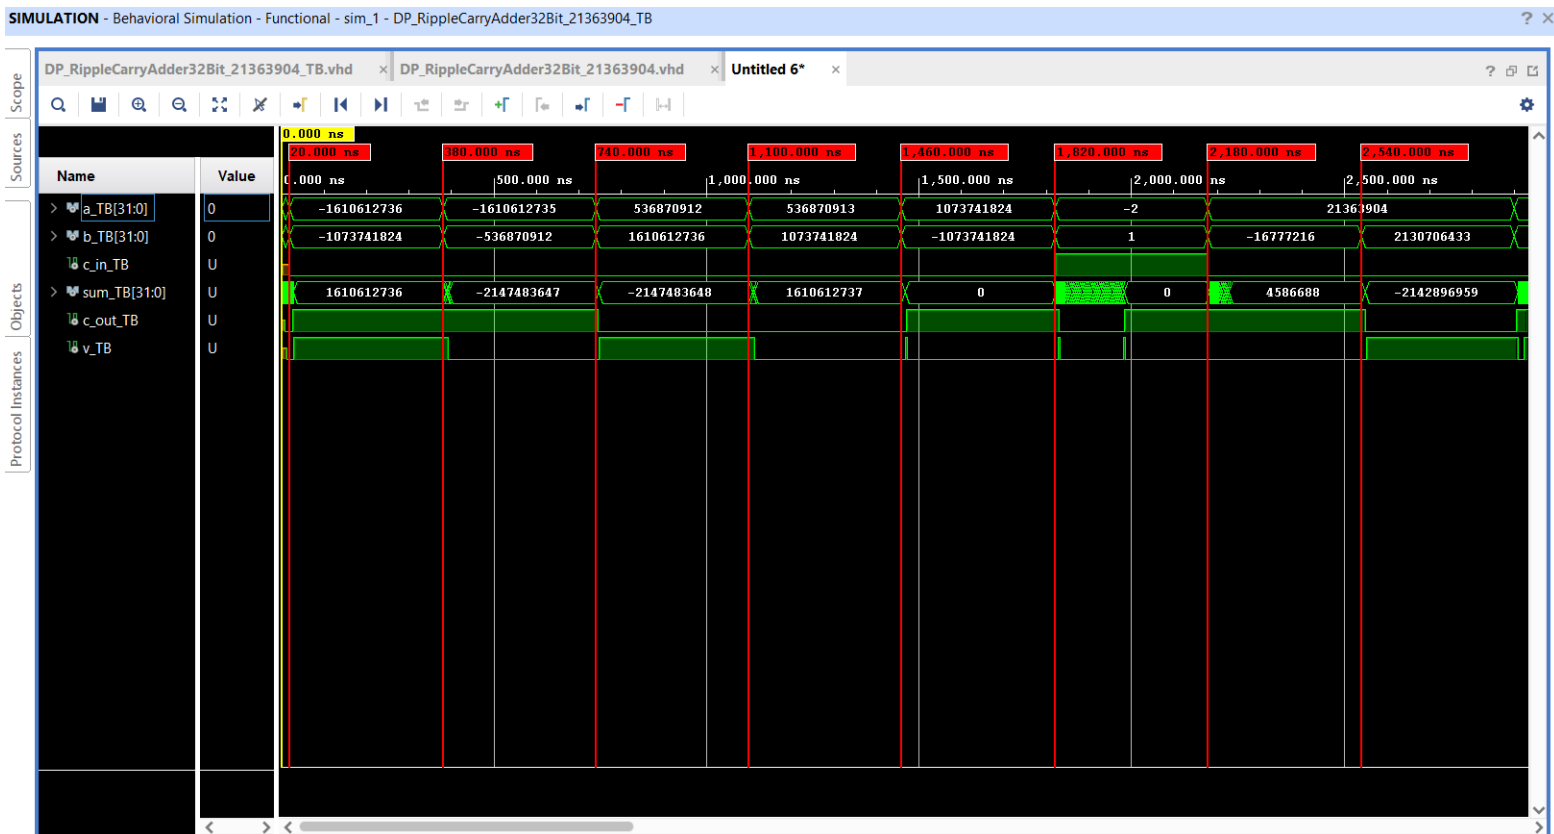 SIMULATION - Behavioral Simulation - Functional - sim_1 - DP_RippleCarryAdder32Bit_21363904_TB ? ×
DP_RippleCarryAdder32Bit_21363904_TB.vhd × DP_RippleCarryAdder32Bit_21363904.vhd × Untitled 6* ×
?
Scope
Sources
Objects
Protocol Instances
0.000 ns
20.000 ns 380.000 ns 740.000 ns 1,100.000 ns 1,460.000 ns 1,820.000 ns 2,180.000 ns 2,540.000 ns
Name Value 0.000 ns 500.000 ns 1,000.000 ns 1,500.000 ns 2,000.000 ns 2,500.000 ns
a_TB[31:0] 0 -1610612736 -1610612735 536870912 536870913 1073741824 -2 21363904
b_TB[31:0] 0 -1073741824 -536870912 1610612736 1073741824 -1073741824 1 -16777216 2130706433
c_in_TB U
sum_TB[31:0] U 1610612736 -2147483647 -2147483648 1610612737 0 0 4586688 -2142896959
c_out_TB U
v_TB U